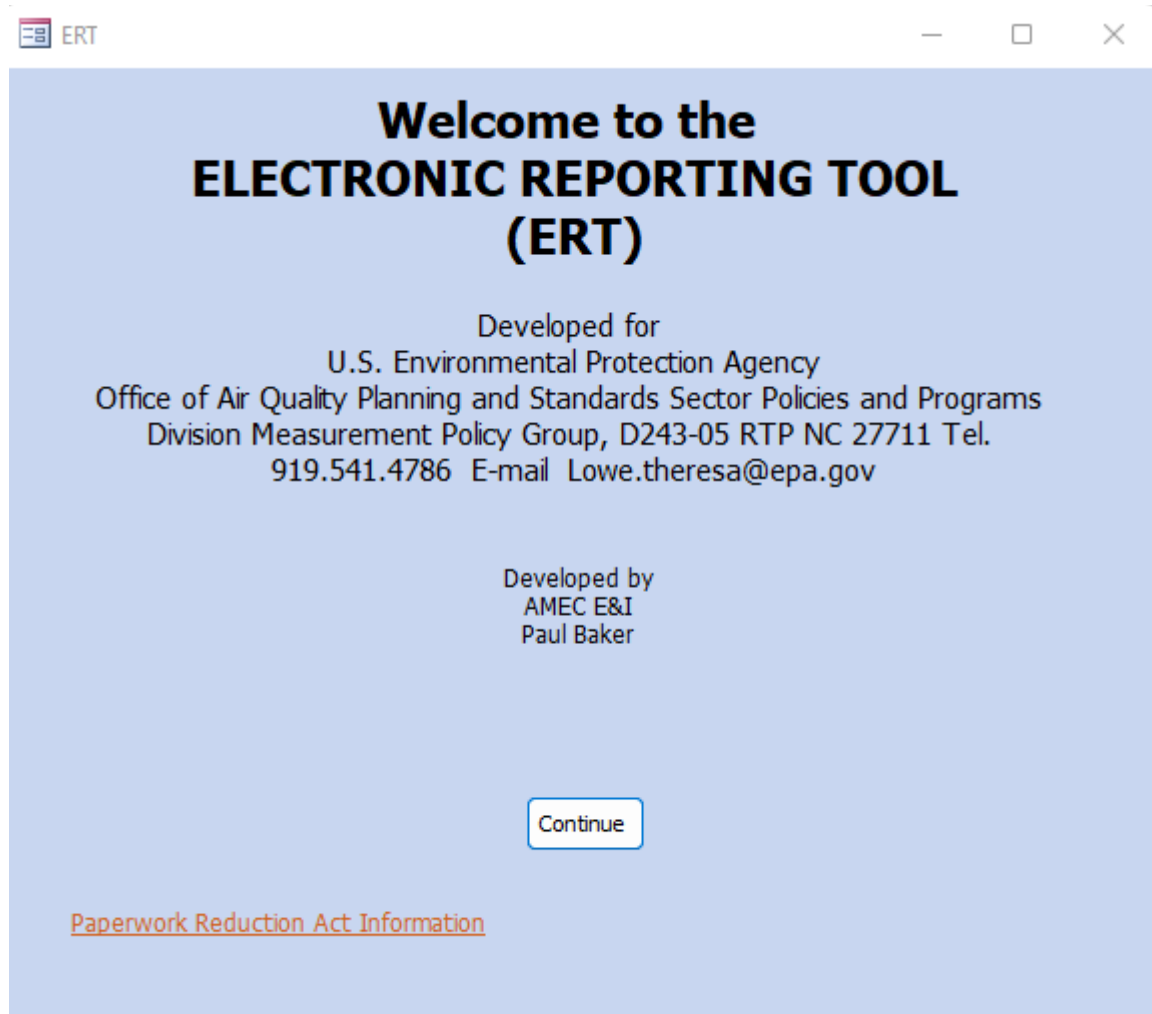 ERT
Welcome to the
ELECTRONIC REPORTING TOOL
(ERT)
Developed for
U.S. Environmental Protection Agency
Office of Air Quality Planning and Standards Sector Policies and Programs
Division Measurement Policy Group, D243-05 RTP NC 27711 Tel.
919.541.4786  E-mail  Lowe.theresa@epa.gov
Developed by
AMEC E&I
Paul Baker
Continue
Paperwork Reduction Act Information